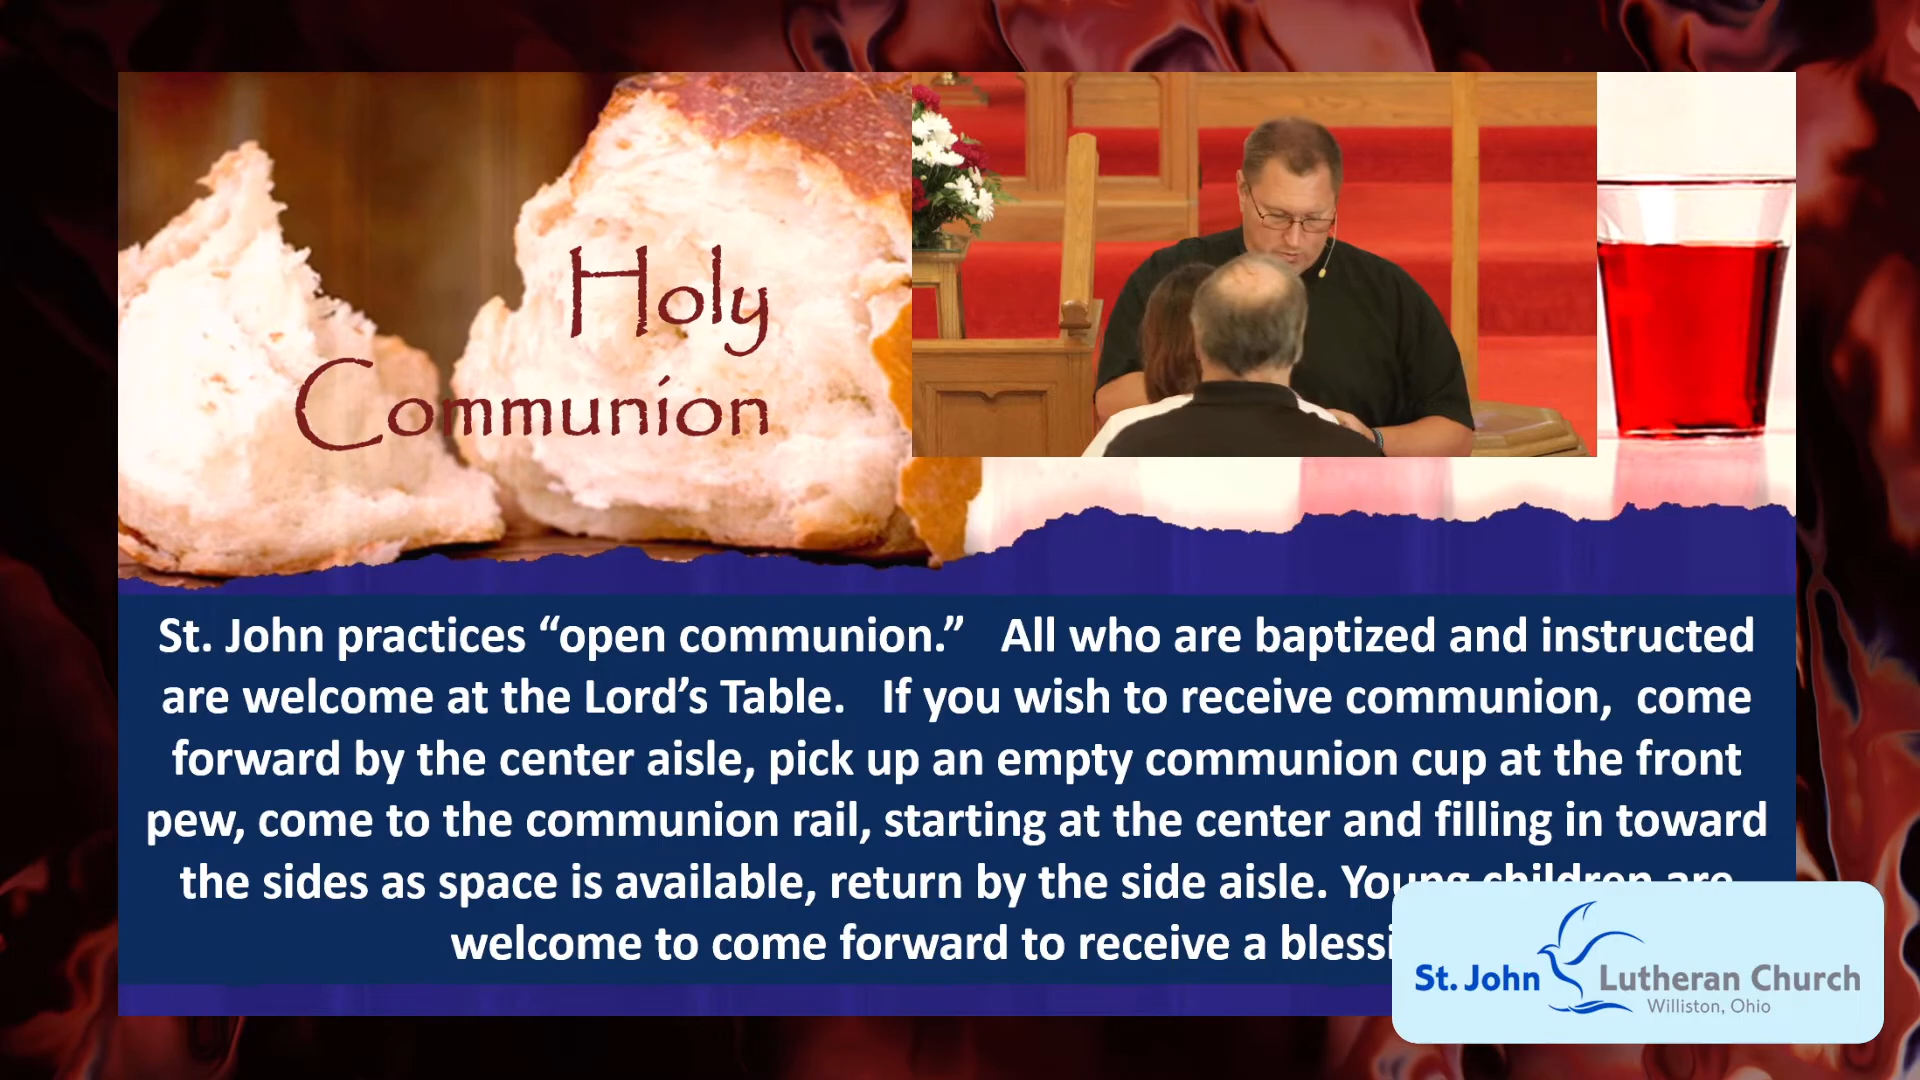 Holy
Communion
St. John practices “open communion.”   All who are baptized and instructed
are welcome at the Lord’s Table.   If you wish to receive communion,  come
forward by the center aisle, pick up an empty communion cup at the front
pew, come to the communion rail, starting at the center and filling in toward
the sides as space is available, return by the side aisle. Young children are
welcome to come forward to receive a
St. John Lutheran Church
Williston, Ohio